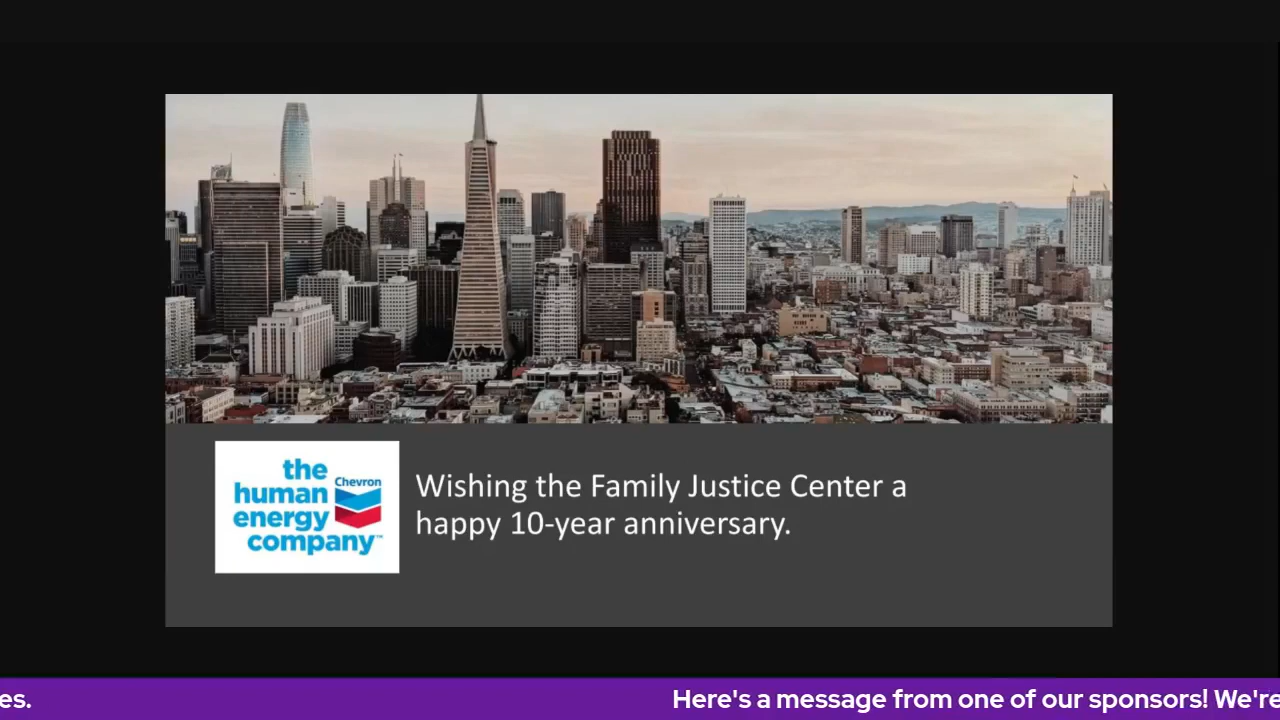 the
human
energy
company™
Chevron
Wishing the Family Justice Center a
happy 10-year anniversary.
es.
Here's a message from one of our sponsors! We're